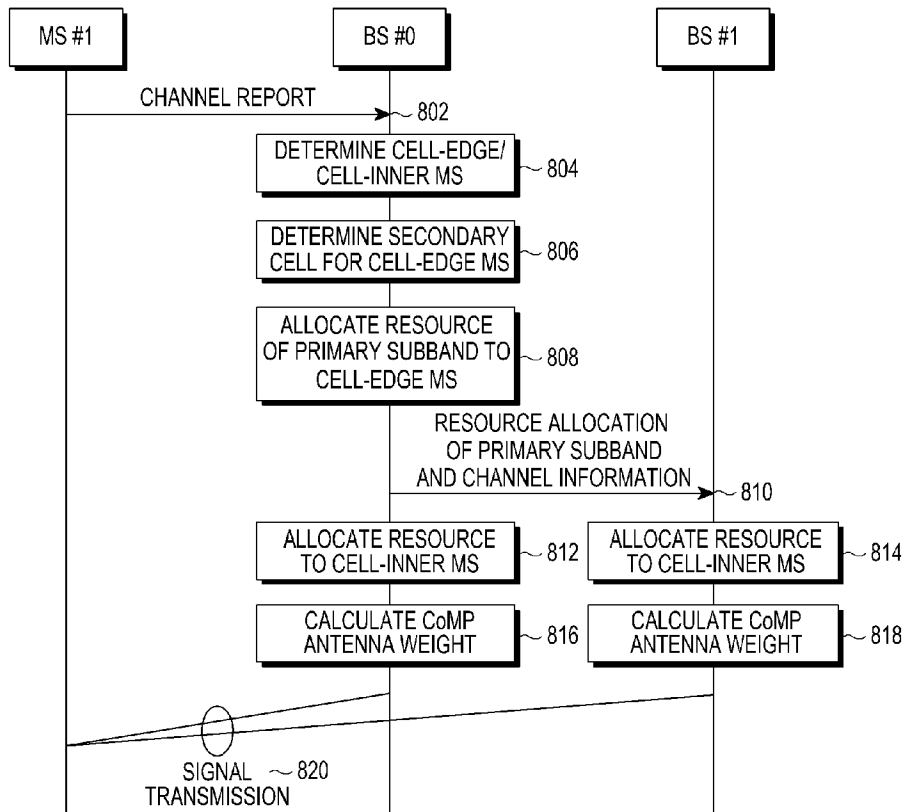 MS #1
BS #0
BS #1
CHANNEL REPORT
802
DETERMINE CELL-EDGE/
CELL-INNER MS
804
DETERMINE SECONDARY
CELL FOR CELL-EDGE MS
806
ALLOCATE RESOURCE
OF PRIMARY SUBBAND TO
CELL-EDGE MS
808
RESOURCE ALLOCATION
OF PRIMARY SUBBAND
AND CHANNEL INFORMATION
810
ALLOCATE RESOURCE
TO CELL-INNER MS
812
ALLOCATE RESOURCE
TO CELL-INNER MS
814
CALCULATE CoMP
ANTENNA WEIGHT
816
CALCULATE CoMP
ANTENNA WEIGHT
818
SIGNAL
TRANSMISSION
820